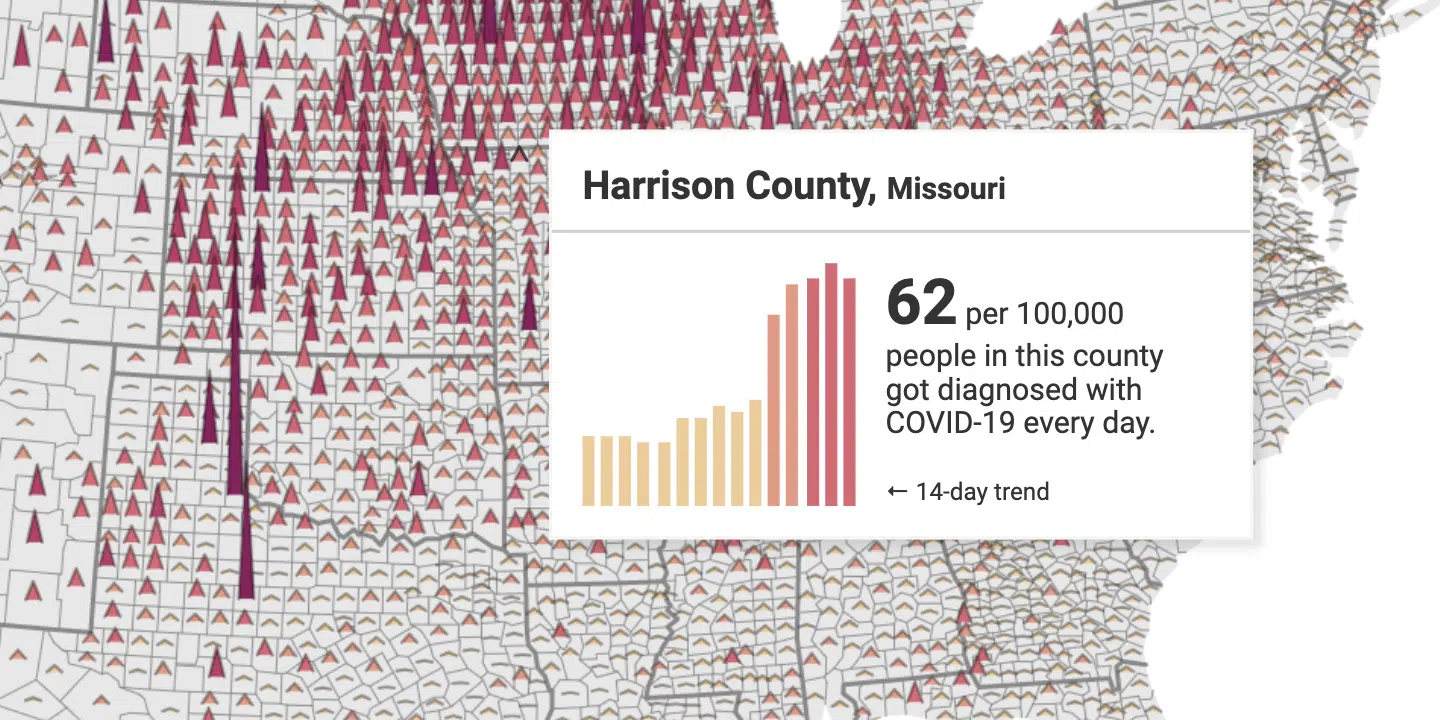 Harrison County, Missouri
62 per 100,000
people in this county
got diagnosed with
COVID-19 every day.
← 14-day trend